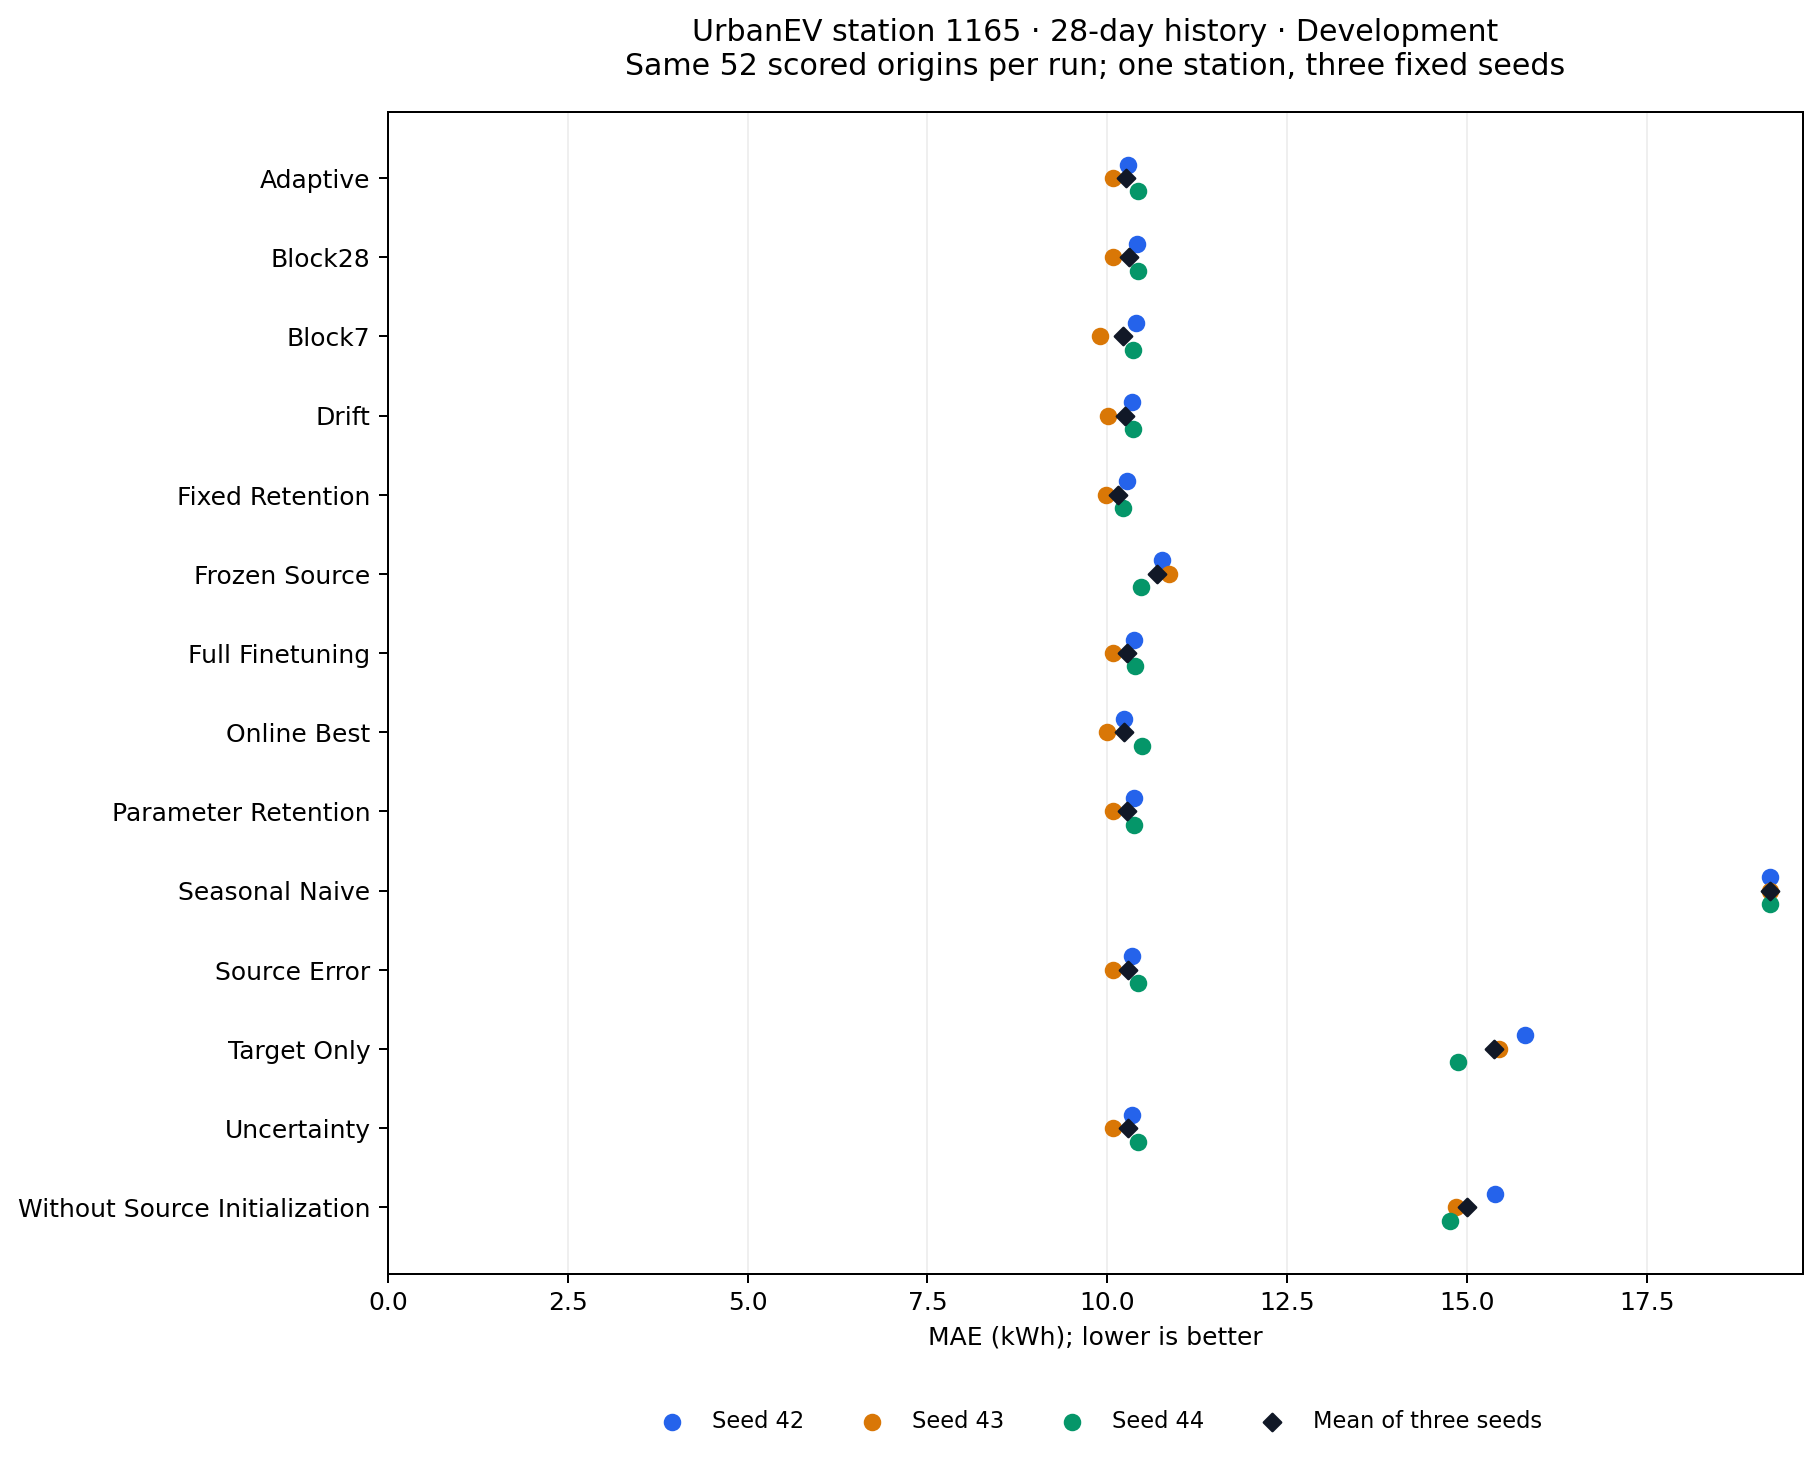 UrbanEV station 1165 · 28-day history · Development
Same 52 scored origins per run; one station, three fixed seeds
Adaptive
Block28
Block7
Drift
Fixed Retention
Frozen Source
Full Finetuning
Online Best
Parameter Retention
Seasonal Naive
Source Error
Target Only
Uncertainty
Without Source Initialization
0.0 2.5 5.0 7.5 10.0 12.5 15.0 17.5
MAE (kWh); lower is better
Seed 42 Seed 43 Seed 44 Mean of three seeds